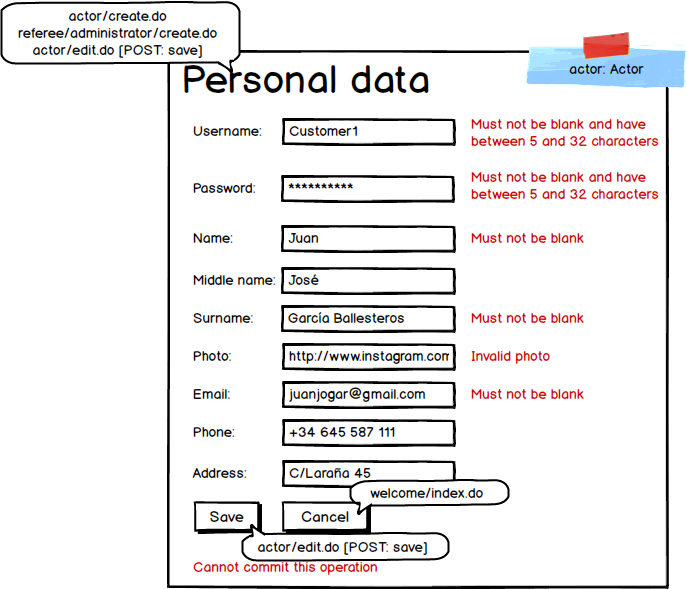 actor/create.do
referee/administrator/create.do
actor/edit.do [POST: save]
Personal data
actor: Actor
Username:
Customer1
Must not be blank and have
between 5 and 32 characters
Password:
**********
Must not be blank and have
between 5 and 32 characters
Name:
Juan
Must not be blank
Middle name:
José
Surname:
García Ballesteros
Must not be blank
Photo:
http://www.instagram.com
Invalid photo
Email:
juanjogar@gmail.com
Must not be blank
Phone:
+34 645 587 111
Address:
C/Laraña 45
welcome/index.do
Save
Cancel
actor/edit.do [POST: save]
Cannot commit this operation